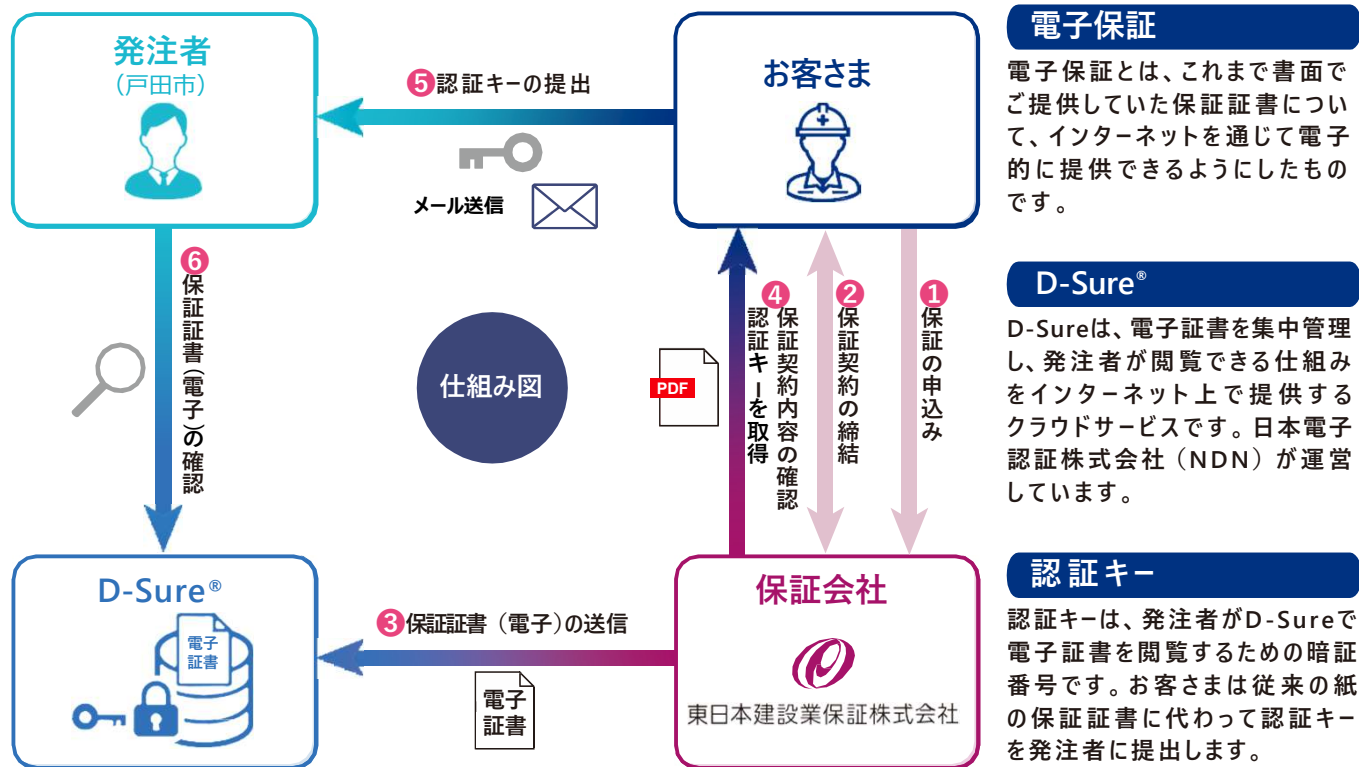 発注者
(戸田市)
❺認証キーの提出
メール送信
お客さま
❻保証証書(電子)の確認
仕組み図
PDF
❹保証契約内容の確認
認証キーを取得
❷保証契約の締結
❶保証の申込み
D-Sure®
電子
証書
❸保証証書(電子)の送信
電子
証書
保証会社
東日本建設業保証株式会社
電子保証
電子保証とは、これまで書面で
ご提供していた保証証書につい
て、インターネットを通じて電子
的に提供できるようにしたもの
です。
D-Sure®
D-Sureは、電子証書を集中管理
し、発注者が閲覧できる仕組み
をインターネット上で提供する
クラウドサービスです。日本電子
認証株式会社(NDN)が運営
しています。
認証キー
認証キーは、発注者がD-Sureで
電子証書を閲覧するための暗証
番号です。お客さまは従来の紙
の保証証書に代わって認証キー
を発注者に提出します。